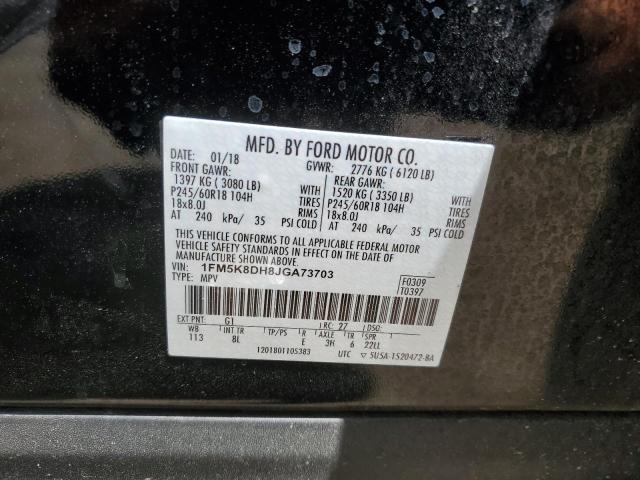 MFD. BY FORD MOTOR CO.
DATE: 01/18 GVWR: 2776 KG ( 6120 LB)
FRONT GAWR: REAR GAWR:
1397 KG ( 3080 LB) WITH 1520 KG ( 3350 LB) WITH
P245/60R18 104H TIRES P245/60R18 104H TIRES
18x8.0J RIMS 18x8.0J RIMS
AT 240 kPa/ 35 PSI COLD AT 240 kPa/ 35 PSI COLD
THIS VEHICLE CONFORMS TO ALL APPLICABLE FEDERAL MOTOR
VEHICLE SAFETY STANDARDS IN EFFECT ON THE DATE OF
MANUFACTURE SHOWN ABOVE.
VIN: 1FM5K8DH8JGA73703
TYPE: MPV
F0309
T0397
EXT PNT: G1 RC: 27 DSO:
WB INT TR TP/PS R AXLE TR SPR
113 8L E 3H 6 22LL
1201801105383 UTC ▽ 5U5A-1520472-BA